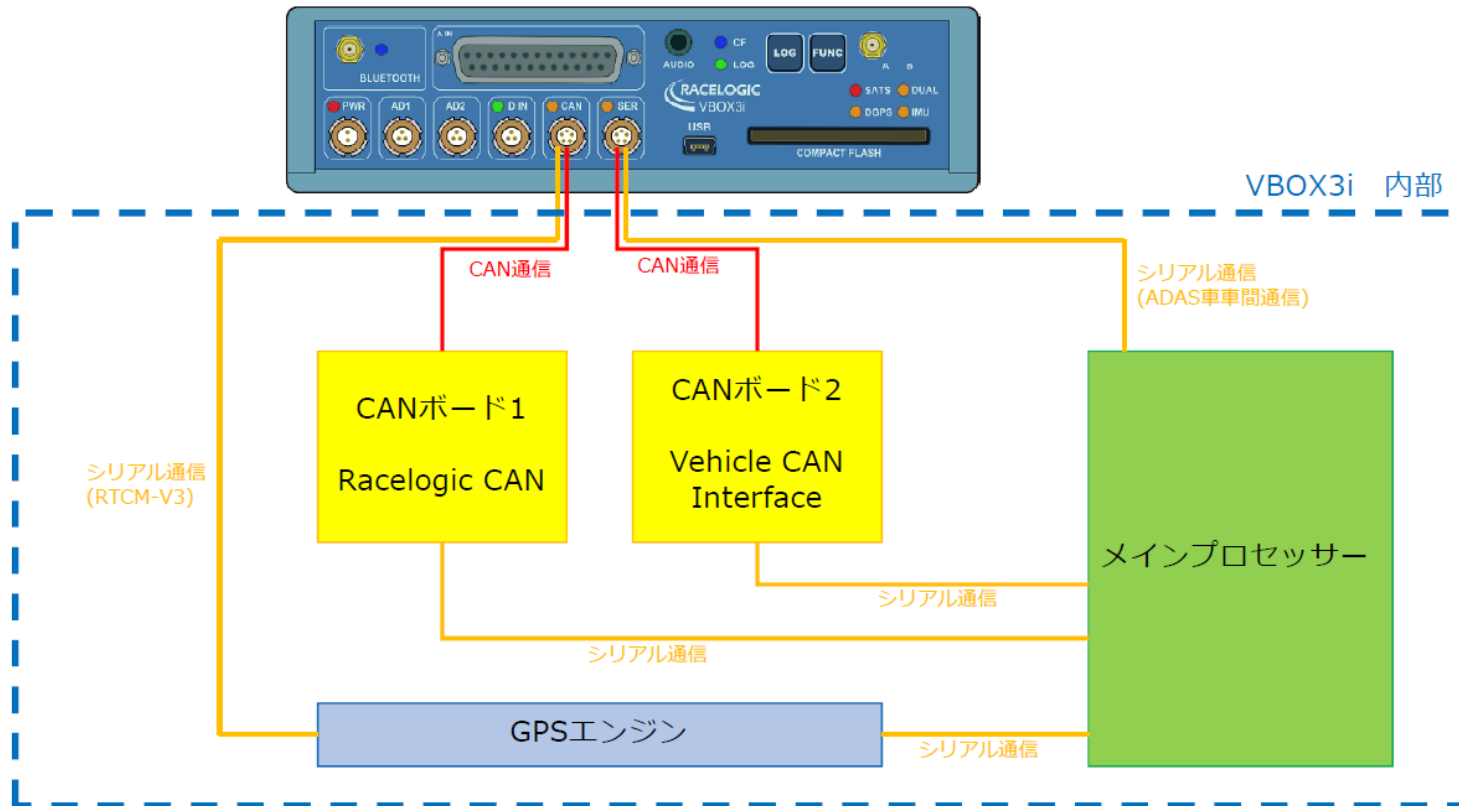 A IN
BLUETOOTH
AUDIO
CF
LOG
LOG
FUNC
A
B
RACELOGIC
VBOX3i
SATS
DUAL
DGPS
IMU
PWR
AD1
AD2
D IN
CAN
SER
USB
COMPACT FLASH
VBOX3i 内部
CAN通信
CAN通信
シリアル通信
(ADAS車車間通信)
CANボード1
Racelogic CAN
CANボード2
Vehicle CAN
Interface
シリアル通信
(RTCM-V3)
メインプロセッサー
シリアル通信
シリアル通信
GPSエンジン
シリアル通信